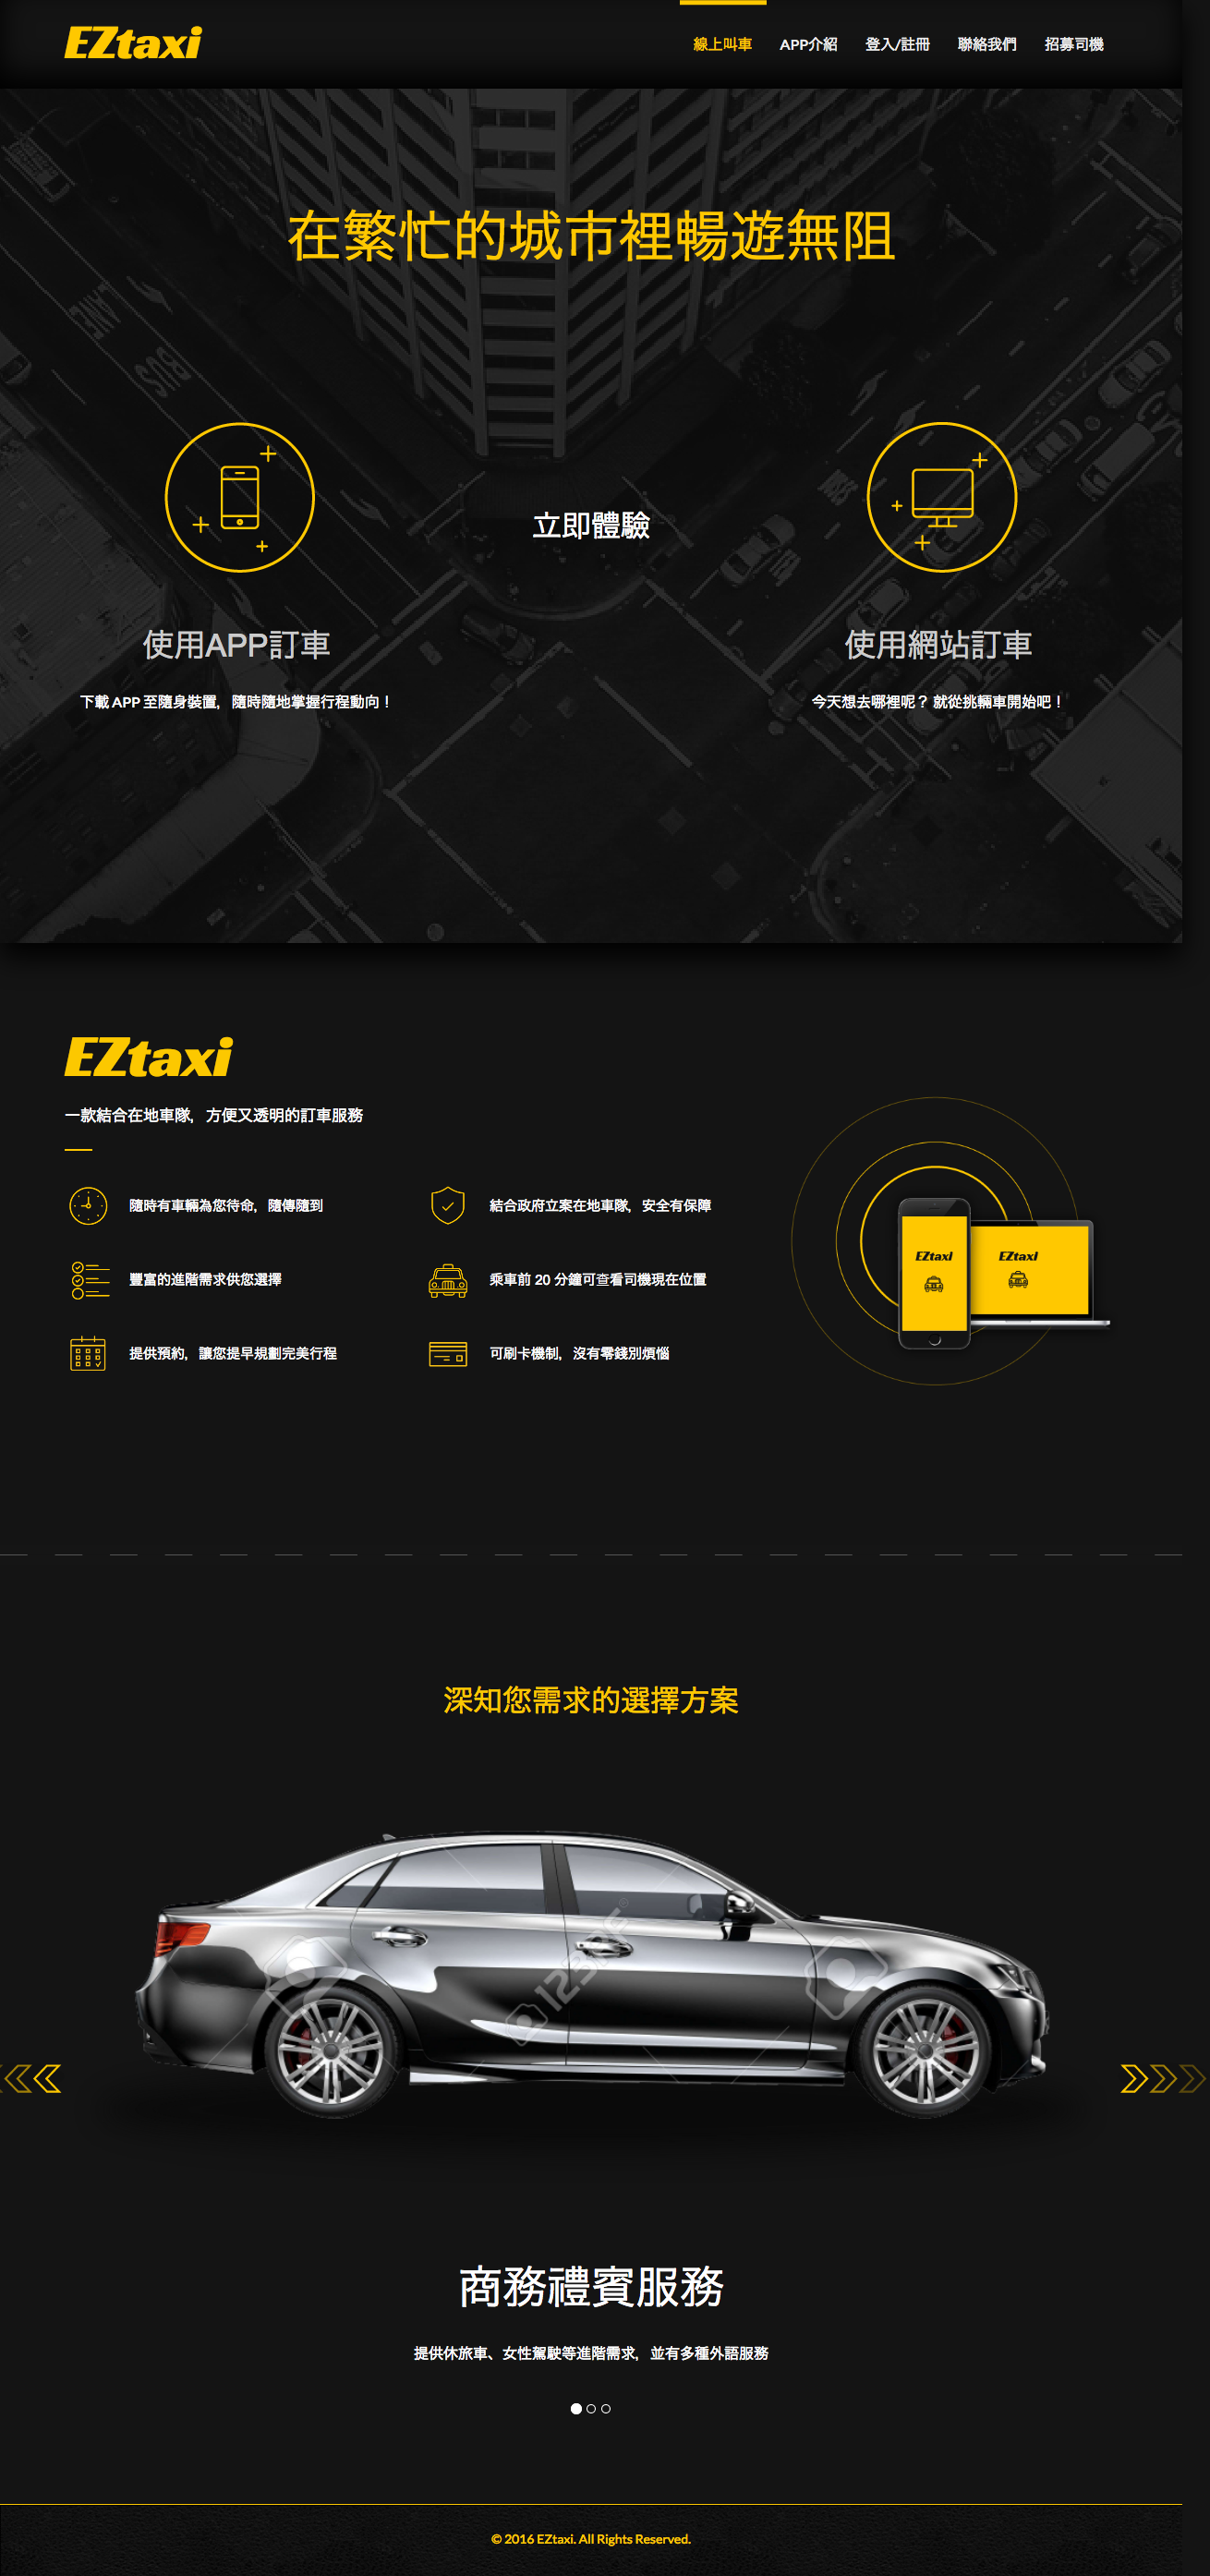 EZtaxi
線上叫車 APP介紹 登入/註冊 聯絡我們 招募司機
在繁忙的城市裡暢遊無阻
立即體驗
使用APP訂車
下載 APP 至隨身裝置，隨時隨地掌握行程動向！
使用網站訂車
今天想去哪裡呢？就從挑輛車開始吧！
EZtaxi
一款結合在地車隊，方便又透明的訂車服務
隨時有車輛為您待命，隨傳隨到
結合政府立案在地車隊，安全有保障
豐富的進階需求供您選擇
乘車前 20 分鐘可查看司機現在位置
提供預約，讓您提早規劃完美行程
可刷卡機制，沒有零錢別煩惱
EZtaxi
EZtaxi
深知您需求的選擇方案
123RF
商務禮賓服務
提供休旅車、女性駕駛等進階需求，並有多種外語服務
© 2016 EZtaxi. All Rights Reserved.